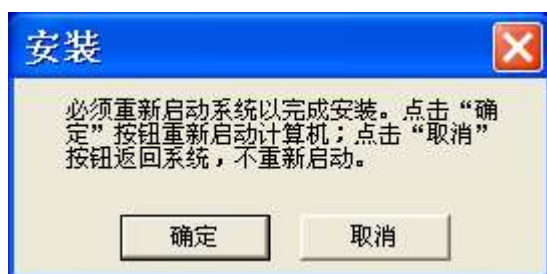 安装
必须重新启动系统以完成安装。点击“确
定”按钮重新启动计算机；点击“取消”
按钮返回系统，不重新启动。
确定
取消